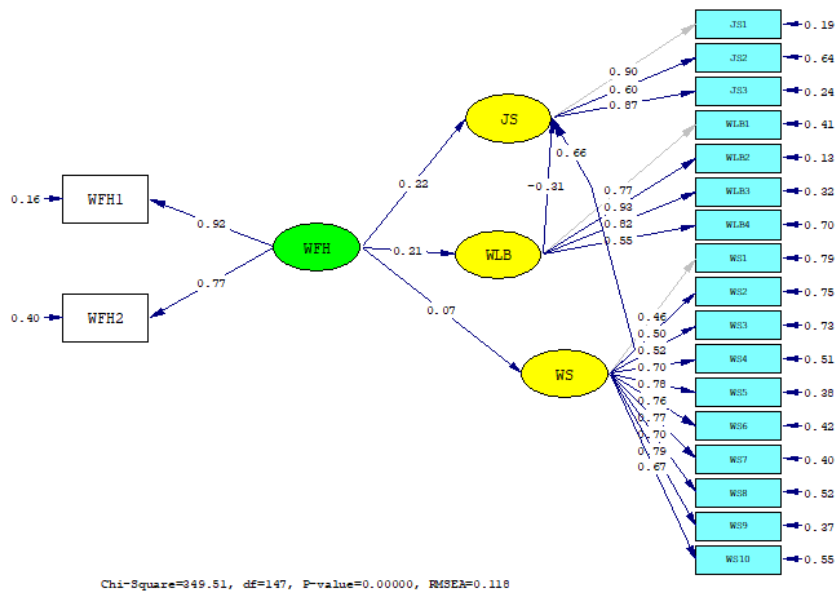 JS1
0.19
JS2
0.64
JS3
0.24
WLB1
0.41
WLB2
0.13
WLB3
0.32
WLB4
0.70
WS1
0.79
WS2
0.75
WS3
0.73
WS4
0.51
WS5
0.38
WS6
0.42
WS7
0.40
WS8
0.52
WS9
0.37
WS10
0.55
0.90
0.60
0.87
JS
0.66
0.22
-0.31
0.77
0.93
0.82
0.55
0.16
WFH1
0.92
WFH
0.21
WLB
0.77
0.40
WFH2
0.07
WS
0.46
0.50
0.52
0.70
0.78
0.76
0.77
0.70
0.79
0.67
Chi-Square=349.51, df=147, P-value=0.00000, RMSEA=0.118